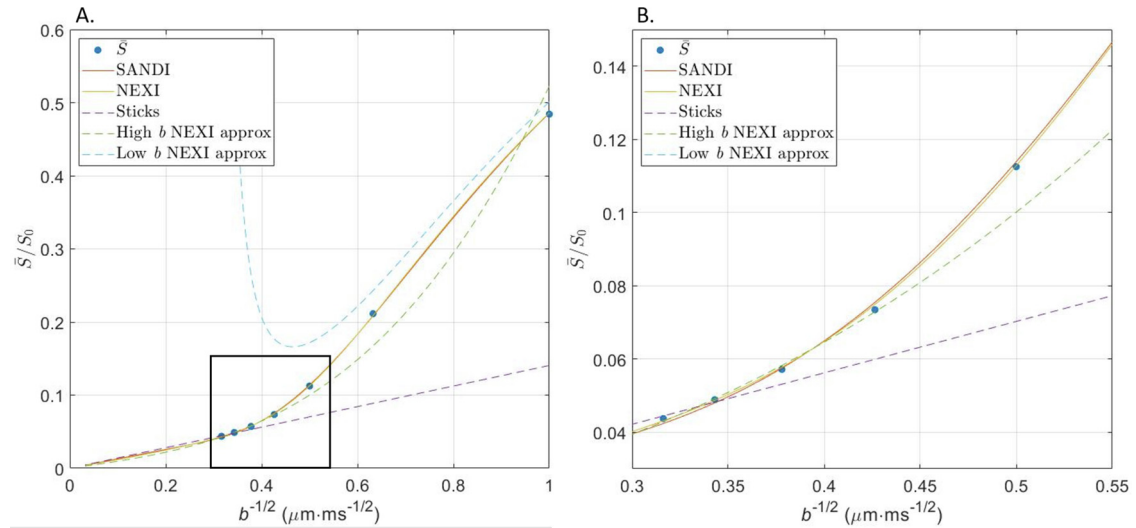 A.
0.6
0.5
0.4
0.3
0.2
0.1
0
S̄/S₀
S̄
SANDI
NEXI
Sticks
High b NEXI approx
Low b NEXI approx
0 0.2 0.4 0.6 0.8 1
b⁻¹/² (μm·ms⁻¹/²)
B.
0.14
0.12
0.1
0.08
0.06
0.04
S̄/S₀
S̄
SANDI
NEXI
Sticks
High b NEXI approx
Low b NEXI approx
0.3 0.35 0.4 0.45 0.5 0.55
b⁻¹/² (μm·ms⁻¹/²)